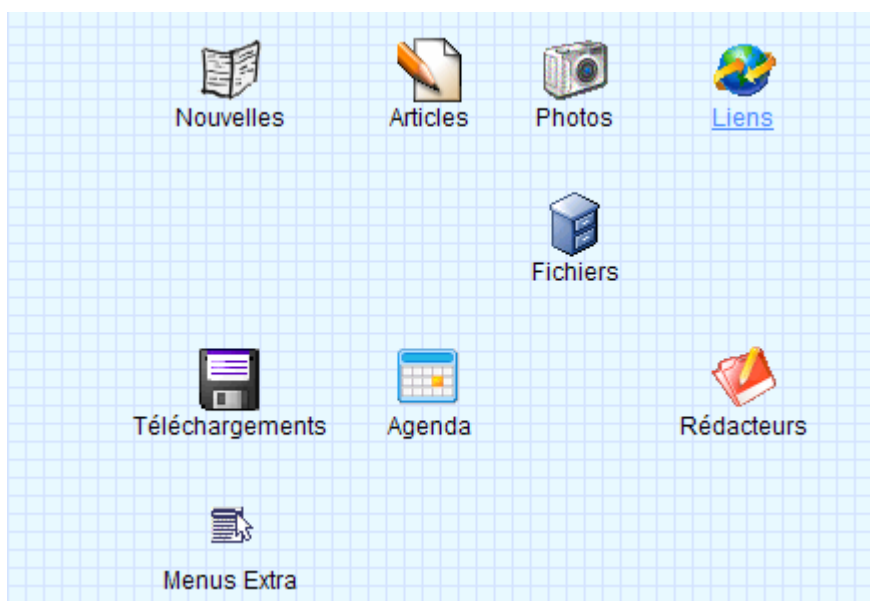 Nouvelles
Articles
Photos
Liens
Fichiers
Téléchargements
Agenda
Rédacteurs
Menus Extra